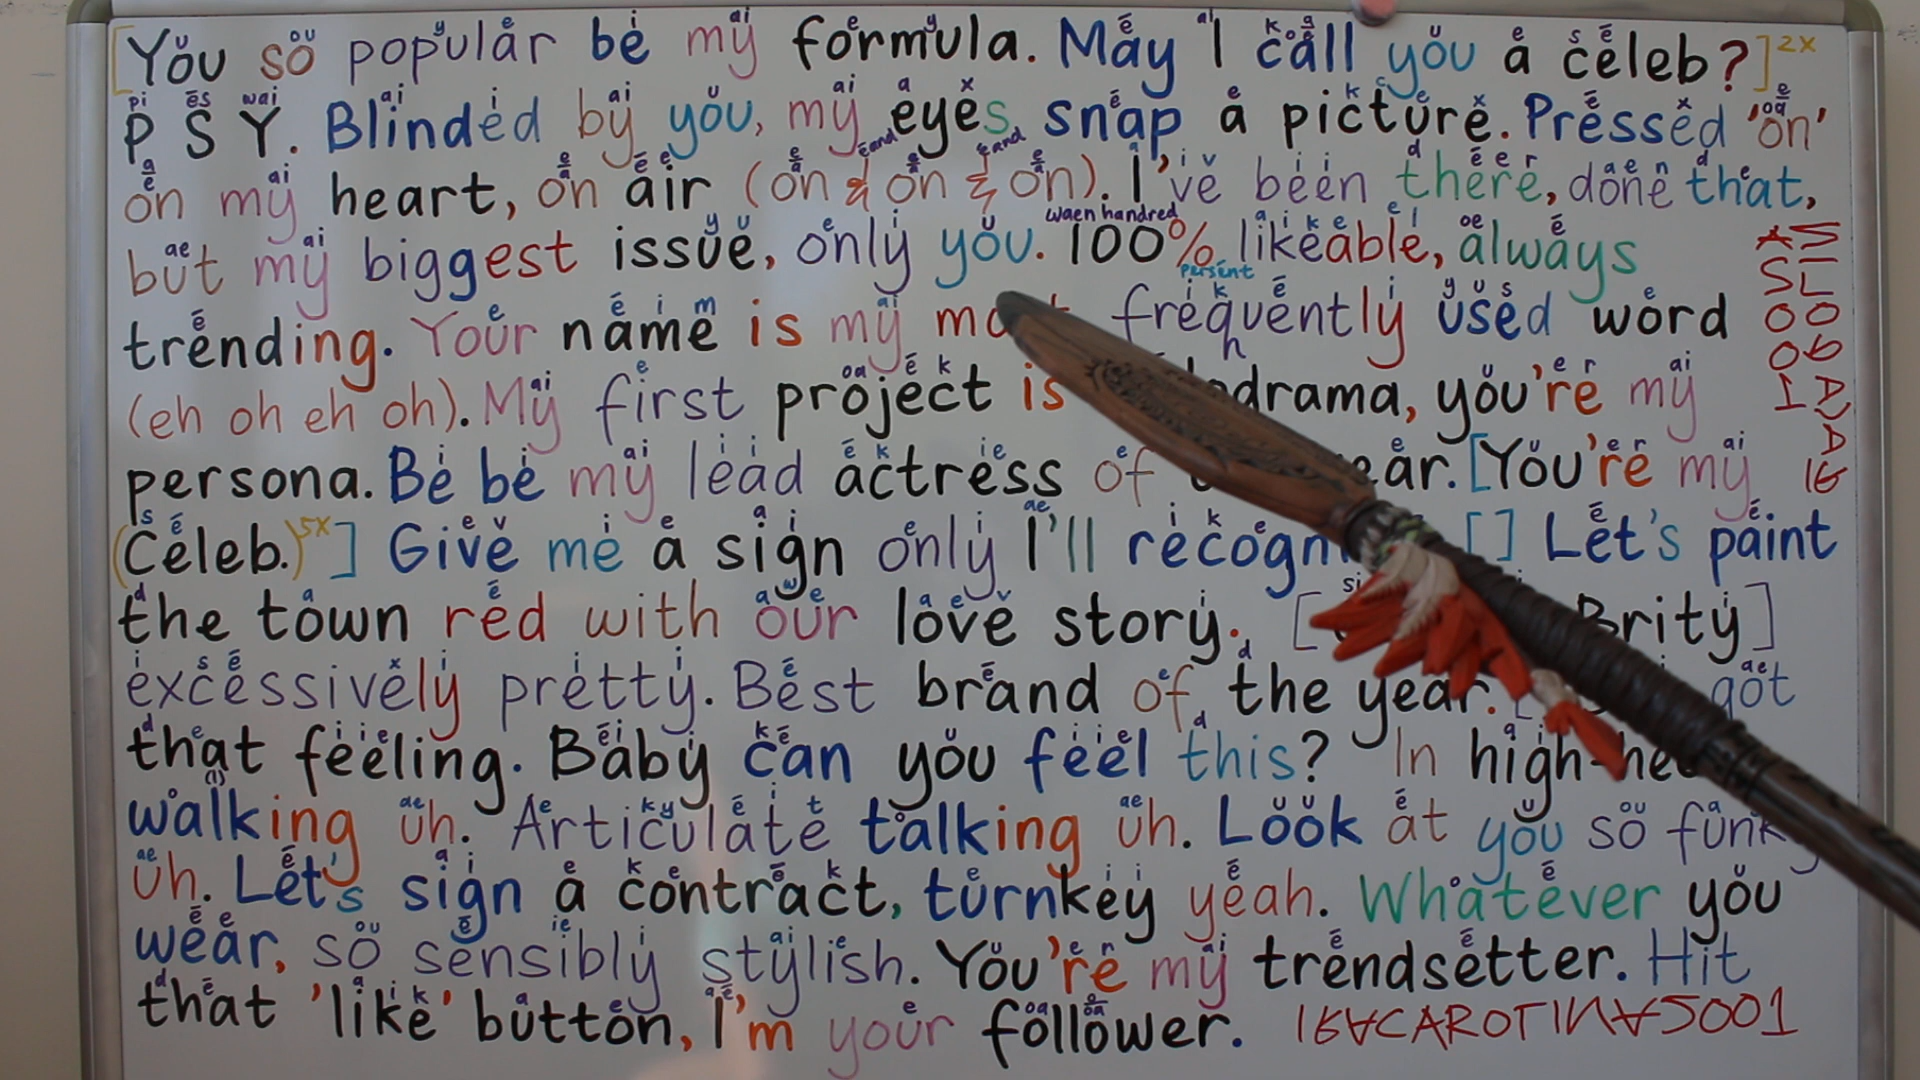 [You so popular be my formula. May I call you a celeb?]2X
P S Y. Blinded by you, my eyes snap a picture. Pressed 'on'
on my heart, on air (on & on & on). I've been there, done that,
but my biggest issue, only you. 100% likeable, always
trending. Your name is my frequently used word
(eh oh eh oh). My first project is drama, you're my
persona. Be be my lead actress of [You're my
(Celeb.)5X] Give me a sign only I'll [] Let's paint
the town red with our love story. [ Brity]
excessively pretty. Best brand of the year. [ got
that feeling. Baby can you feel this? In high-
walking uh. Articulate talking uh. Look at you so
uh. Let's sign a contract, turnkey yeah. Whatever you
wear, so sensibly stylish. You're my trendsetter. Hit
that 'like' button, I'm your follower.